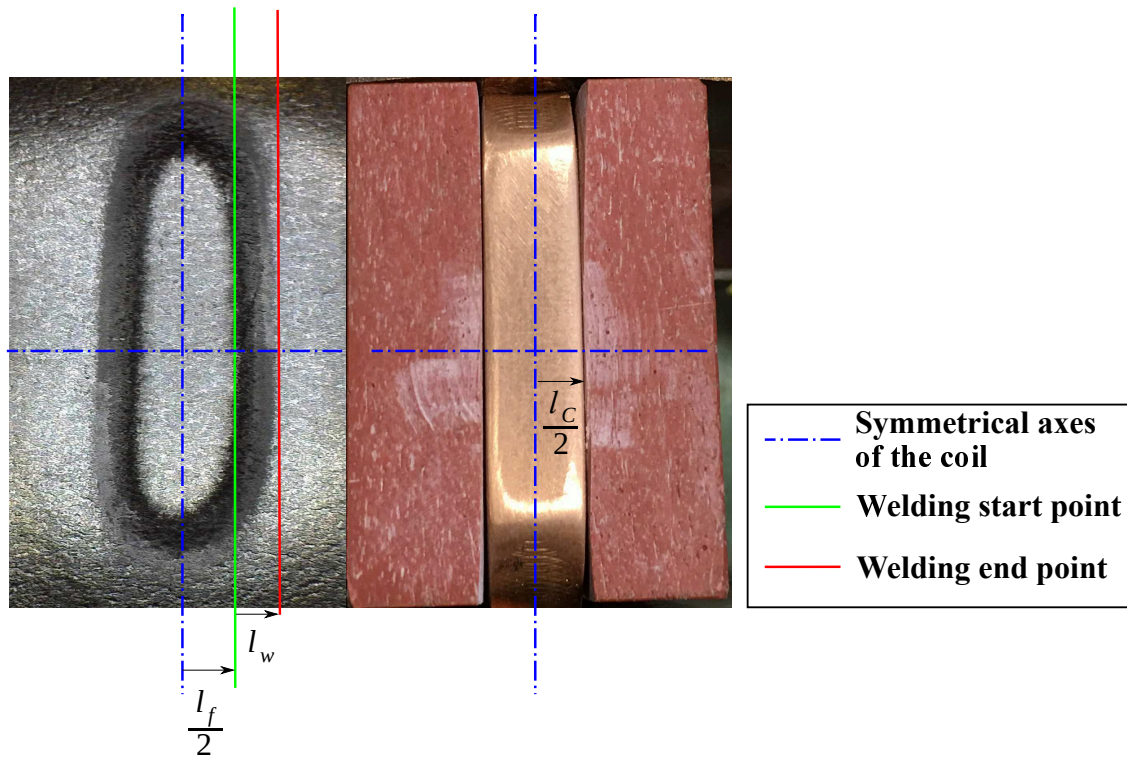 l_C
2
Symmetrical axes
of the coil
Welding start point
Welding end point
l_w
l_f
2